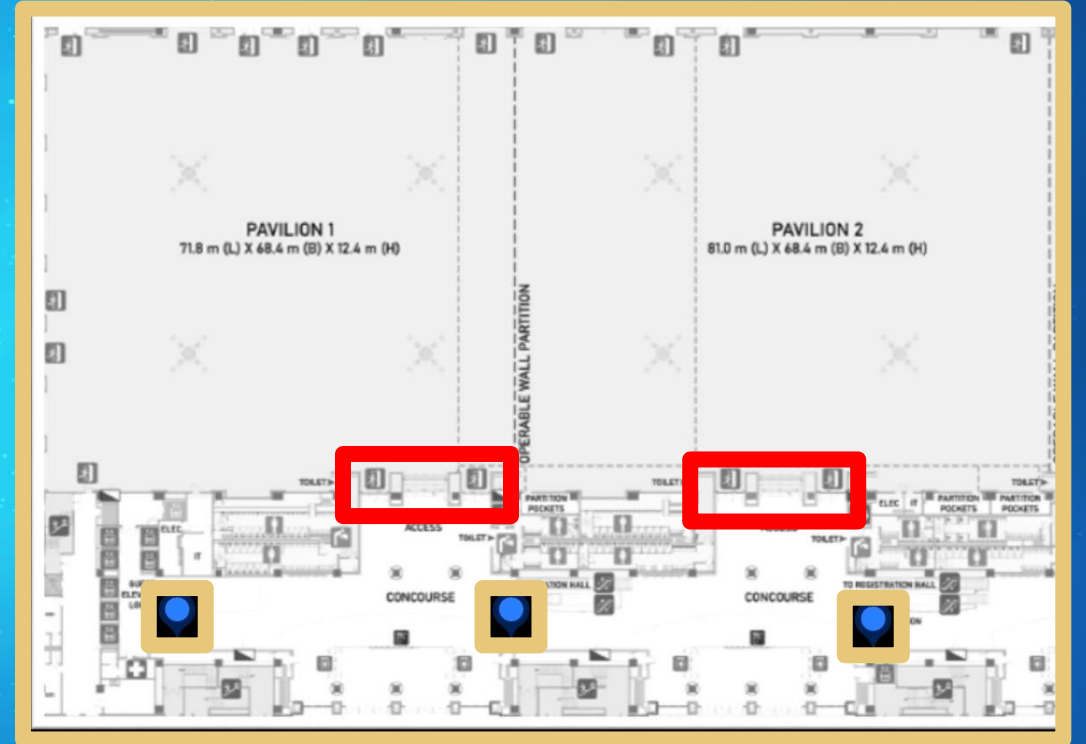 PAVILION 1
71.8 m (L) X 68.4 m (B) X 12.4 m (H)
PAVILION 2
81.0 m (L) X 68.4 m (B) X 12.4 m (H)
OPERABLE WALL PARTITION
TOILET
TOILET
TOILET
PARTITION
POCKETS
ELEC
IT
PARTITION
POCKETS
PARTITION
POCKETS
ELEC
IT
ACCESS
TOILET
TOILET
TO REGISTRATION HALL
CONCOURSE
CONCOURSE